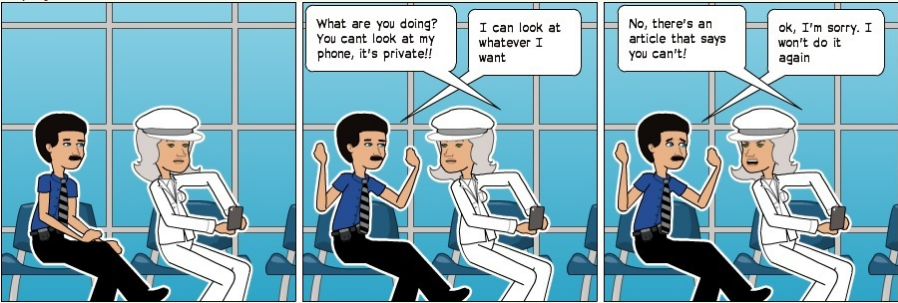 What are you doing?
You cant look at my
phone, it's private!!
I can look at
whatever I
want
No, there's an
article that says
you can't!
ok, I'm sorry. I
won't do it
again